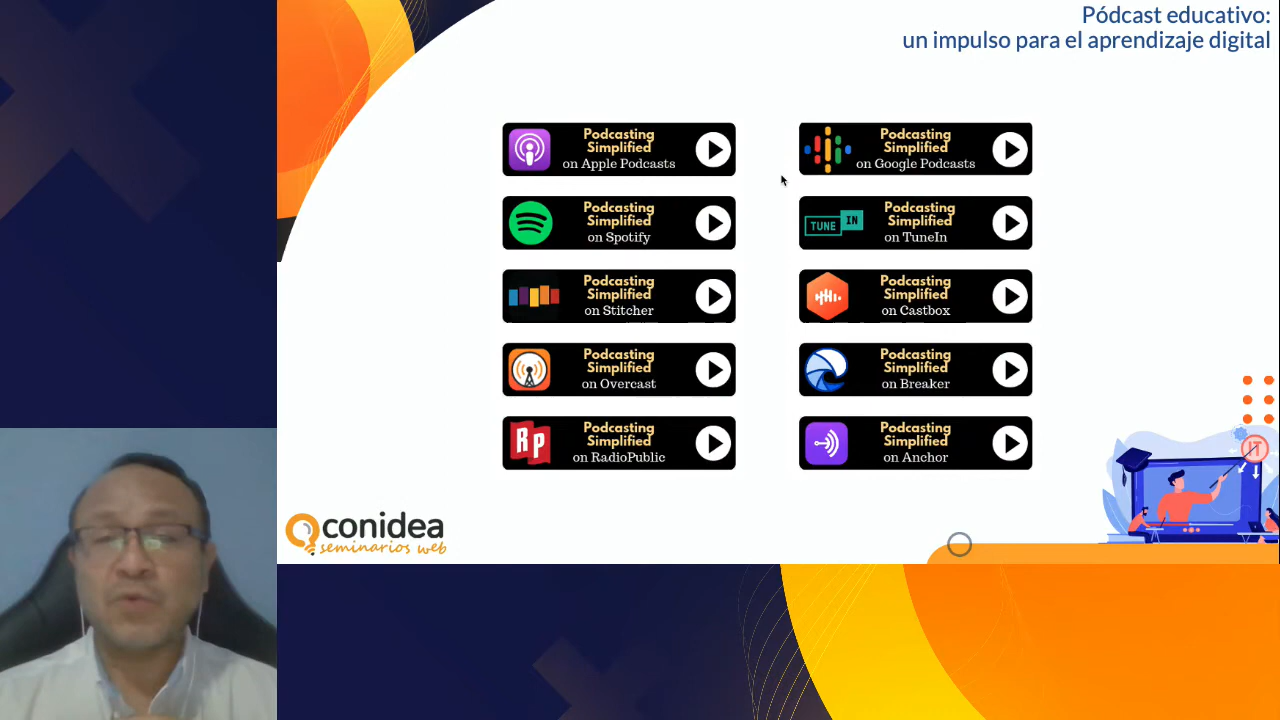 Pódcast educativo:
un impulso para el aprendizaje digital
Podcasting
Simplified
on Apple Podcasts
Podcasting
Simplified
on Google Podcasts
Podcasting
Simplified
on Spotify
TUNE IN
Podcasting
Simplified
on TuneIn
Podcasting
Simplified
on Stitcher
Podcasting
Simplified
on Castbox
Podcasting
Simplified
on Overcast
Podcasting
Simplified
on Breaker
RP
Podcasting
Simplified
on RadioPublic
Podcasting
Simplified
on Anchor
IT
conidea
seminarios web